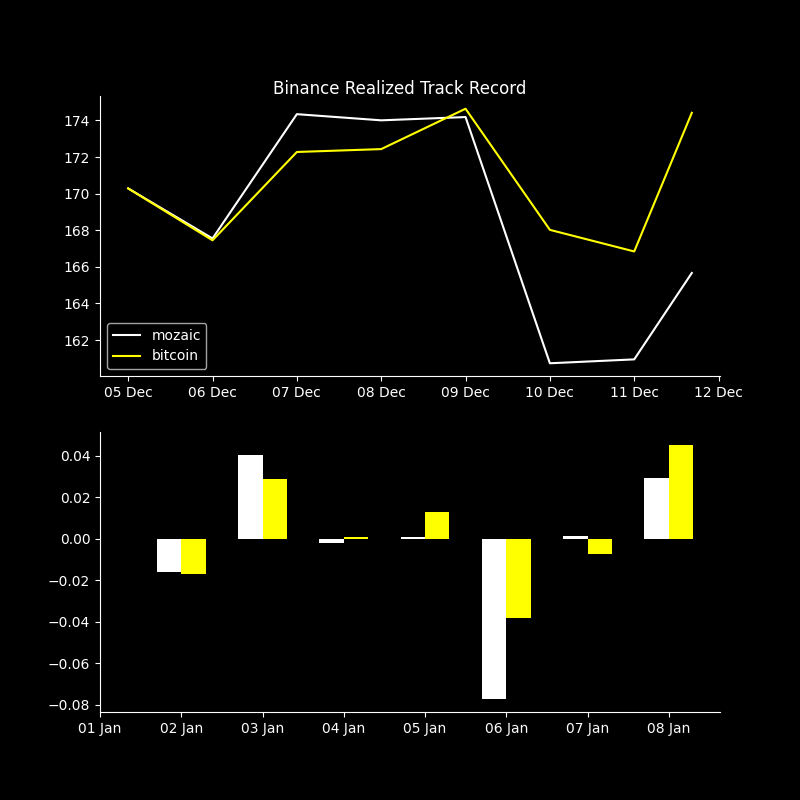 Binance Realized Track Record
174
172
170
168
166
164
162
mozaic
bitcoin
05 Dec 06 Dec 07 Dec 08 Dec 09 Dec 10 Dec 11 Dec 12 Dec
0.04
0.02
0.00
−0.02
−0.04
−0.06
−0.08
01 Jan 02 Jan 03 Jan 04 Jan 05 Jan 06 Jan 07 Jan 08 Jan